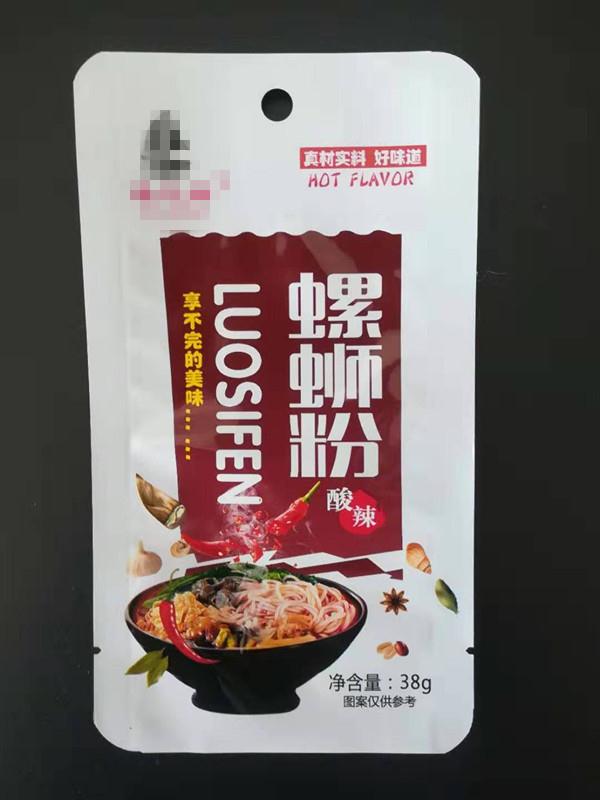 真材实料 好味道
HOT FLAVOR
螺蛳粉
LUOSIFEN
享不完的美味……
酸辣
净含量：38g
图案仅供参考